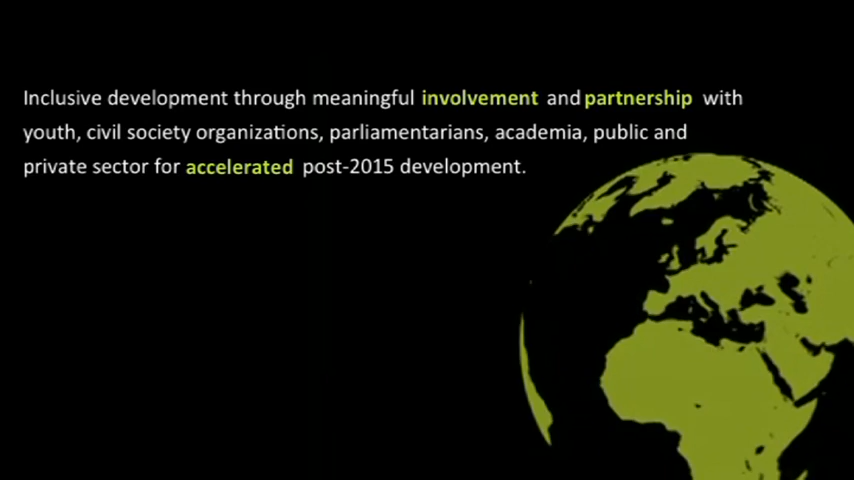 Inclusive development through meaningful involvement and partnership with
youth, civil society organizations, parliamentarians, academia, public and
private sector for accelerated post-2015 development.